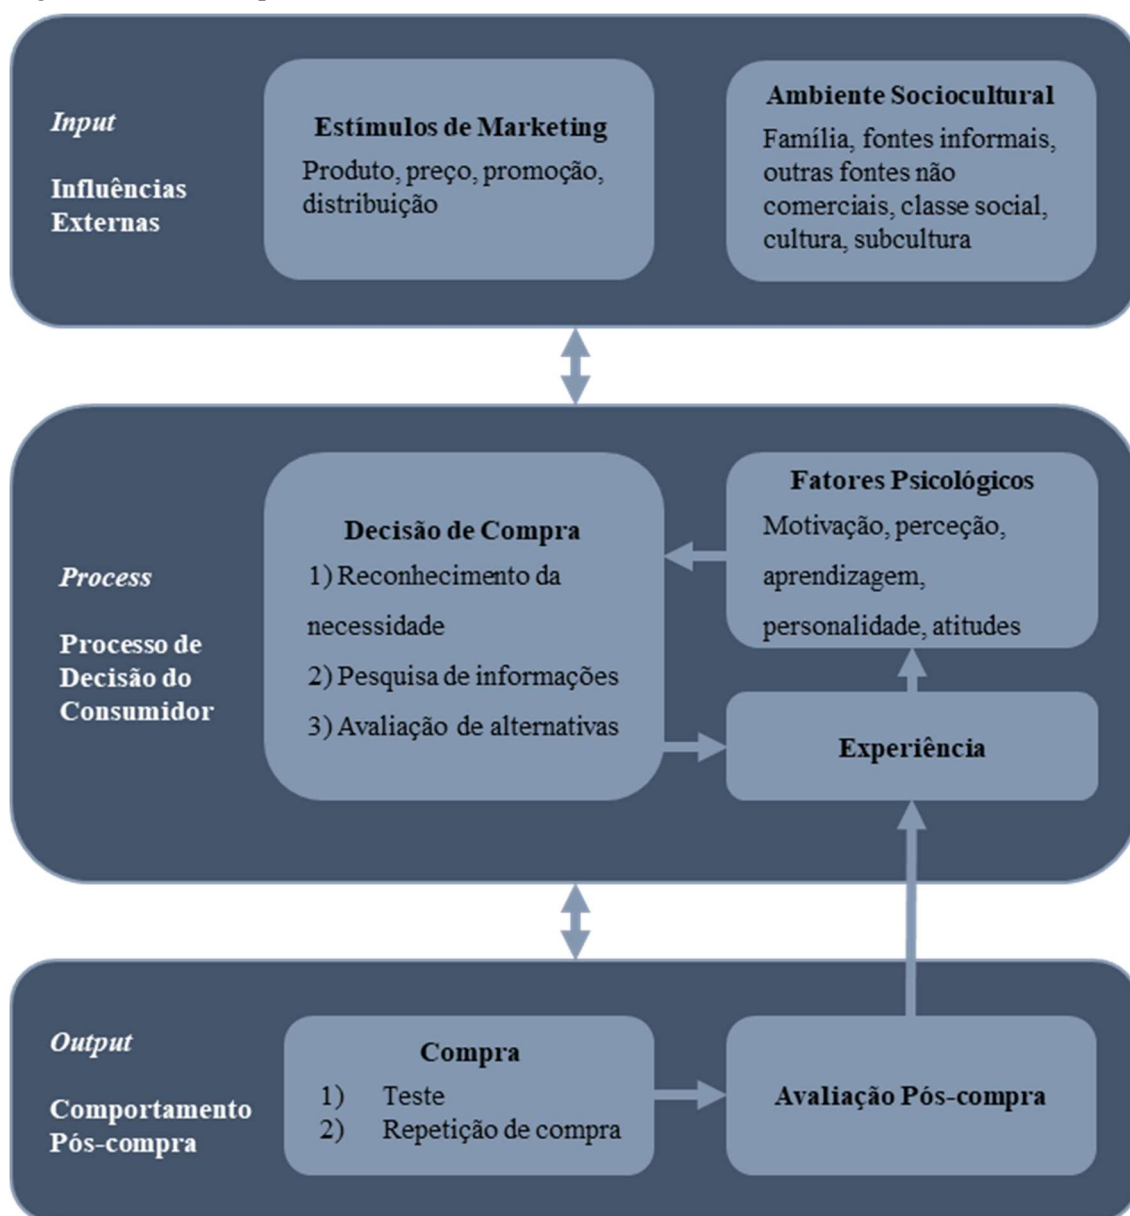 Input
Influências
Externas
Estímulos de Marketing
Produto, preço, promoção,
distribuição
Ambiente Sociocultural
Família, fontes informais,
outras fontes não
comerciais, classe social,
cultura, subcultura
Process
Processo de
Decisão do
Consumidor
Decisão de Compra
1) Reconhecimento da
necessidade
2) Pesquisa de informações
3) Avaliação de alternativas
Fatores Psicológicos
Motivação, perceção,
aprendizagem,
personalidade, atitudes
Experiência
Output
Comportamento
Pós-compra
Compra
1) Teste
2) Repetição de compra
Avaliação Pós-compra